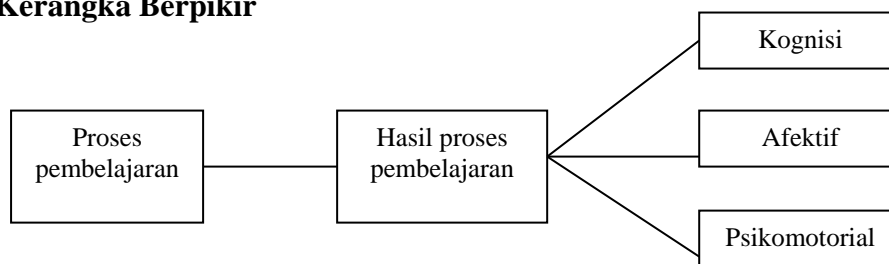 Kerangka Berpikir
Kognisi
Proses
pembelajaran
Hasil proses
pembelajaran
Afektif
Psikomotorial